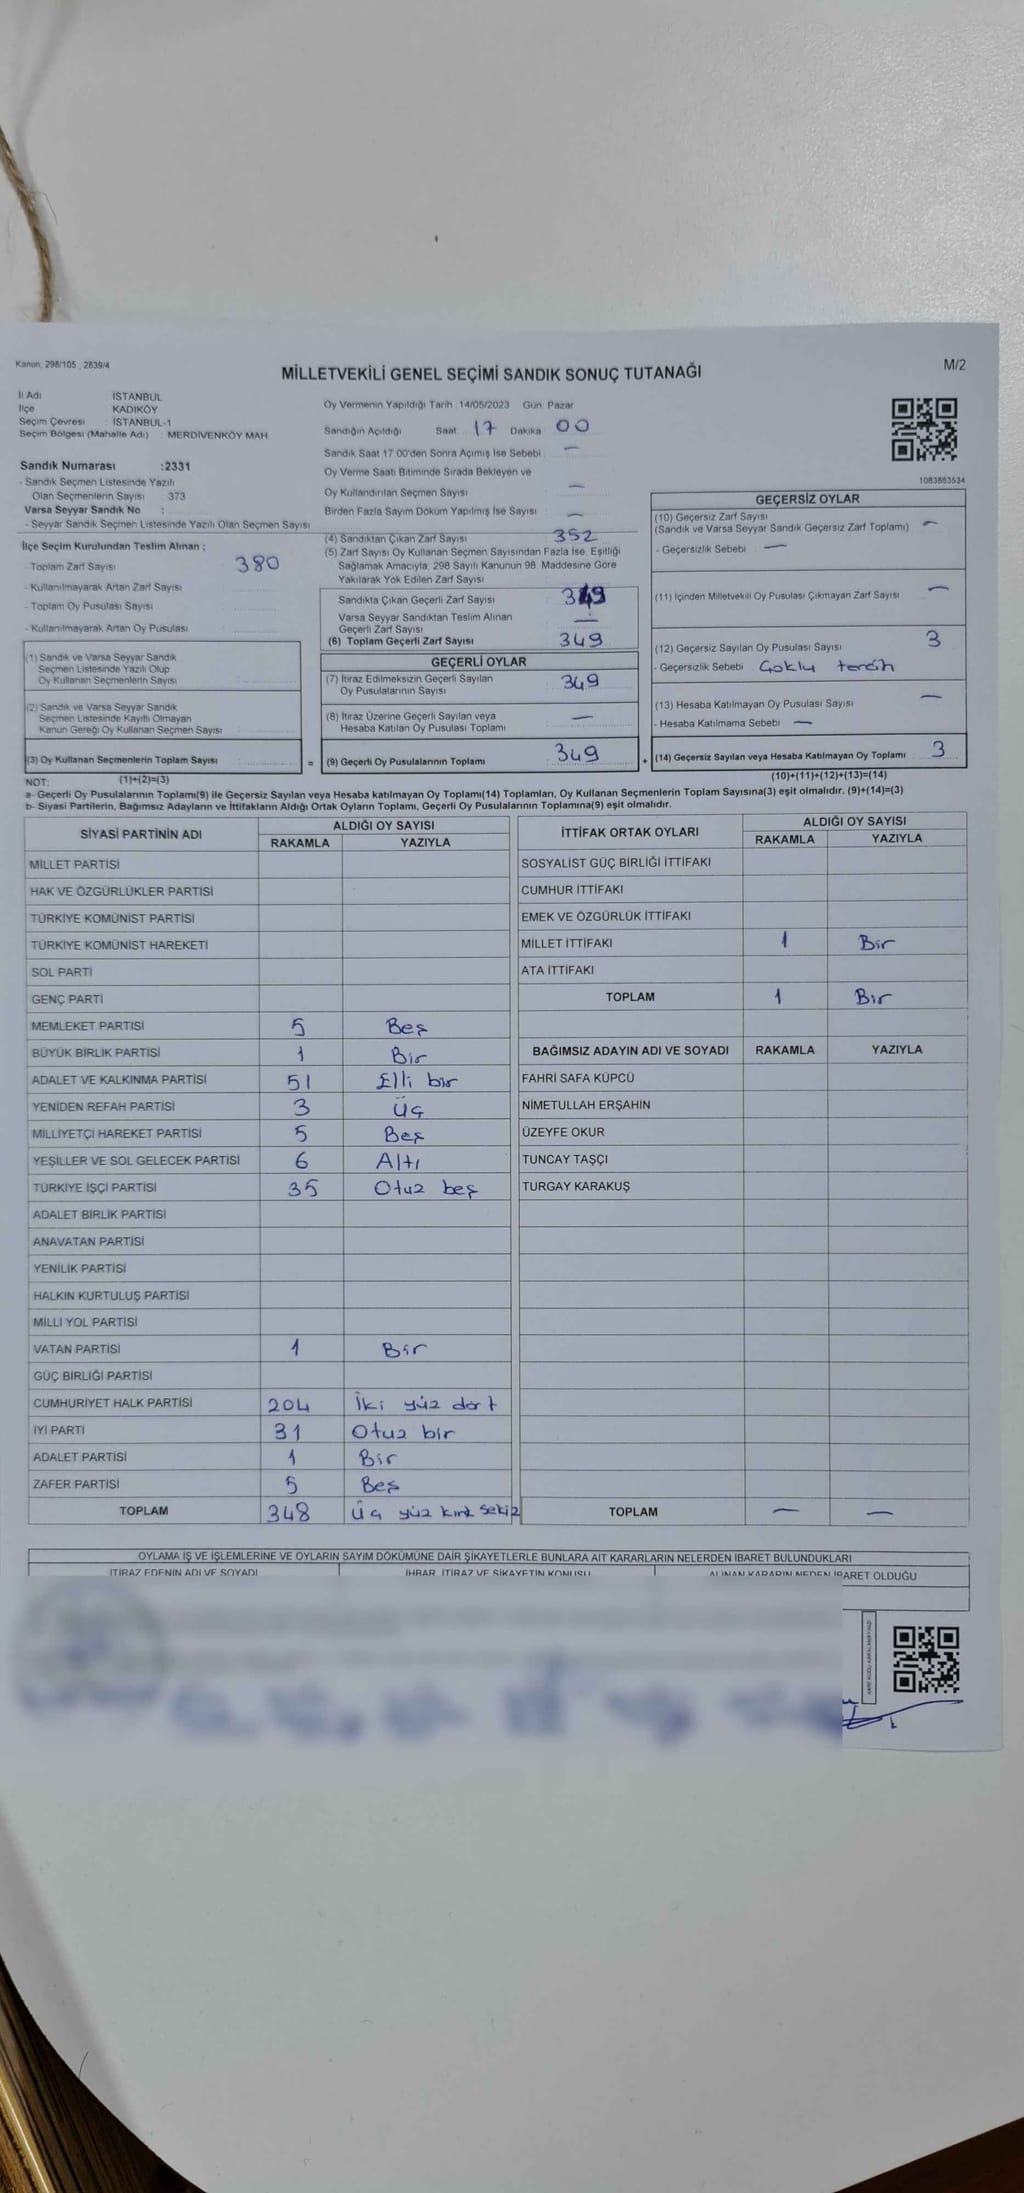 Kanun, 298/105 , 2839/4
MİLLETVEKİLİ GENEL SEÇİMİ SANDIK SONUÇ TUTANAĞI
M/2
İl Adı : İSTANBUL
İlçe : KADIKÖY
Seçim Çevresi : İSTANBUL-1
Seçim Bölgesi (Mahalle Adı) : MERDİVENKÖY MAH.
Sandık Numarası :2331
- Sandık Seçmen Listesinde Yazılı
Olan Seçmenlerin Sayısı : 373
Varsa Seyyar Sandık No :
- Seyyar Sandık Seçmen Listesinde Yazılı Olan Seçmen Sayısı
İlçe Seçim Kurulundan Teslim Alınan ;
- Toplam Zarf Sayısı 380
- Kullanılmayarak Artan Zarf Sayısı
- Toplam Oy Pusulası Sayısı
- Kullanılmayarak Artan Oy Pusulası
(1) Sandık ve Varsa Seyyar Sandık
Seçmen Listesinde Yazılı Olup
Oy Kullanan Seçmenlerin Sayısı
(2) Sandık ve Varsa Seyyar Sandık
Seçmen Listesinde Kayıtlı Olmayan
Kanun Gereği Oy Kullanan Seçmen Sayısı
(3) Oy Kullanan Seçmenlerin Toplam Sayısı =
Oy Vermenin Yapıldığı Tarih : 14/05/2023 Gün: Pazar
Sandığın Açıldığı Saat 17 Dakika 00
Sandık Saat 17.00'den Sonra Açımış İse Sebebi : —
Oy Verme Saati Bitiminde Sırada Bekleyen ve
Oy Kullandırılan Seçmen Sayısı —
Birden Fazla Sayım Döküm Yapılmış İse Sayısı : —
(4) Sandıktan Çıkan Zarf Sayısı 352
(5) Zarf Sayısı Oy Kullanan Seçmen Sayısından Fazla İse, Eşitliği
Sağlamak Amacıyla; 298 Sayılı Kanunun 98. Maddesine Göre
Yakılarak Yok Edilen Zarf Sayısı
Sandıkta Çıkan Geçerli Zarf Sayısı 349
Varsa Seyyar Sandıktan Teslim Alınan
Geçerli Zarf Sayısı —
(6) Toplam Geçerli Zarf Sayısı 349
GEÇERLİ OYLAR
(7) İtiraz Edilmeksizin Geçerli Sayılan
Oy Pusulalarının Sayısı 349
(8) İtiraz Üzerine Geçerli Sayılan veya
Hesaba Katılan Oy Pusulası Toplamı —
(9) Geçerli Oy Pusulalarının Toplamı 349 +
1083863534
GEÇERSİZ OYLAR
(10) Geçersiz Zarf Sayısı
(Sandık ve Varsa Seyyar Sandık Geçersiz Zarf Toplamı) —
- Geçersizlik Sebebi : —
(11) İçinden Milletvekili Oy Pusulası Çıkmayan Zarf Sayısı —
(12) Geçersiz Sayılan Oy Pusulası Sayısı 3
- Geçersizlik Sebebi : Çoklu tercih
(13) Hesaba Katılmayan Oy Pusulası Sayısı —
- Hesaba Katılmama Sebebi : —
(14) Geçersiz Sayılan veya Hesaba Katılmayan Oy Toplamı 3
NOT: (1)+(2)=(3) (10)+(11)+(12)+(13)=(14)
a- Geçerli Oy Pusulalarının Toplamı(9) ile Geçersiz Sayılan veya Hesaba katılmayan Oy Toplamı(14) Toplamları, Oy Kullanan Seçmenlerin Toplam Sayısına(3) eşit olmalıdır. (9)+(14)=(3)
b- Siyasi Partilerin, Bağımsız Adayların ve İttifakların Aldığı Ortak Oyların Toplamı, Geçerli Oy Pusulalarının Toplamına(9) eşit olmalıdır.
SİYASİ PARTİNİN ADI ALDIĞI OY SAYISI
RAKAMLA YAZIYLA
MİLLET PARTİSİ
HAK VE ÖZGÜRLÜKLER PARTİSİ
TÜRKİYE KOMÜNİST PARTİSİ
TÜRKİYE KOMÜNİST HAREKETİ
SOL PARTİ
GENÇ PARTİ
MEMLEKET PARTİSİ 5 Beş
BÜYÜK BİRLİK PARTİSİ 1 Bir
ADALET VE KALKINMA PARTİSİ 51 Elli bir
YENİDEN REFAH PARTİSİ 3 Üç
MİLLİYETÇİ HAREKET PARTİSİ 5 Beş
YEŞİLLER VE SOL GELECEK PARTİSİ 6 Altı
TÜRKİYE İŞÇİ PARTİSİ 35 Otuz beş
ADALET BİRLİK PARTİSİ
ANAVATAN PARTİSİ
YENİLİK PARTİSİ
HALKIN KURTULUŞ PARTİSİ
MİLLİ YOL PARTİSİ
VATAN PARTİSİ 1 Bir
GÜÇ BİRLİĞİ PARTİSİ
CUMHURİYET HALK PARTİSİ 204 İki yüz dört
İYİ PARTİ 31 Otuz bir
ADALET PARTİSİ 1 Bir
ZAFER PARTİSİ 5 Beş
TOPLAM 348 Üç yüz kırk sekiz
İTTİFAK ORTAK OYLARI ALDIĞI OY SAYISI
RAKAMLA YAZIYLA
SOSYALİST GÜÇ BİRLİĞİ İTTİFAKI
CUMHUR İTTİFAKI
EMEK VE ÖZGÜRLÜK İTTİFAKI
MİLLET İTTİFAKI 1 Bir
ATA İTTİFAKI
TOPLAM 1 Bir
BAĞIMSIZ ADAYIN ADI VE SOYADI RAKAMLA YAZIYLA
FAHRİ SAFA KÜPCÜ
NİMETULLAH ERŞAHİN
ÜZEYFE OKUR
TUNCAY TAŞÇI
TURGAY KARAKUŞ
TOPLAM — —
OYLAMA İŞ VE İŞLEMLERİNE VE OYLARIN SAYIM DÖKÜMÜNE DAİR ŞİKAYETLERLE BUNLARA AİT KARARLARIN NELERDEN İBARET BULUNDUKLARI
İTİRAZ EDENİN ADI VE SOYADI İHBAR, İTİRAZ VE ŞİKAYETİN KONUSU ALINAN KARARIN NEDEN İBARET OLDUĞU